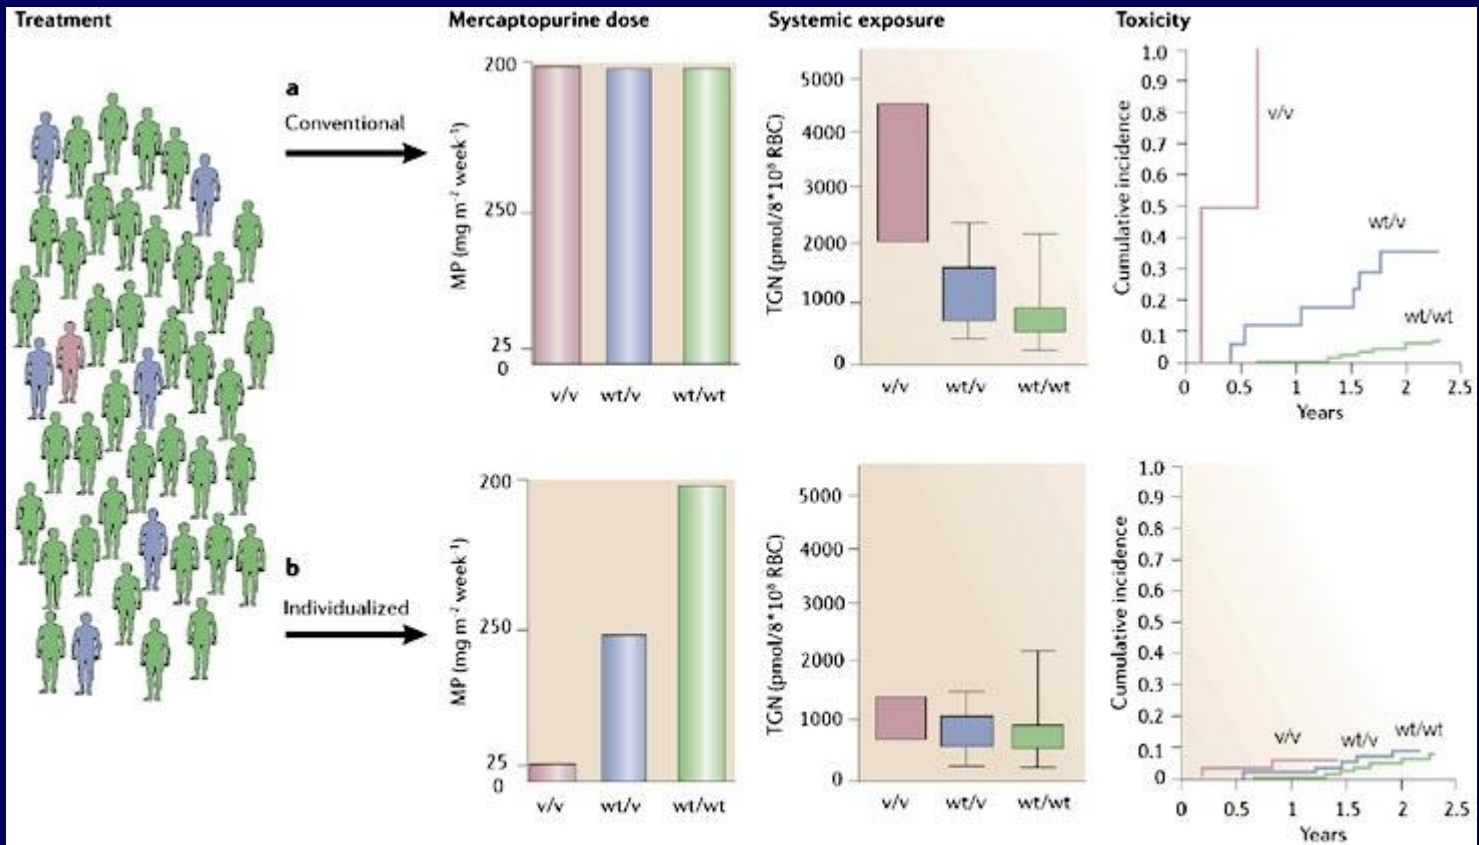 Treatment
Mercaptopurine dose
Systemic exposure
Toxicity
a
Conventional
MP (mg m⁻² week⁻¹)
200
250
25
0
v/v wt/v wt/wt
TGN (pmol/8*10⁸ RBC)
5000
4000
3000
2000
1000
0
v/v wt/v wt/wt
Cumulative incidence
1.0
0.9
0.8
0.7
0.6
0.5
0.4
0.3
0.2
0.1
0
v/v
wt/v
wt/wt
0 0.5 1 1.5 2 2.5
Years
b
Individualized
MP (mg m⁻² week⁻¹)
200
250
25
0
v/v wt/v wt/wt
TGN (pmol/8*10⁸ RBC)
5000
4000
3000
2000
1000
0
v/v wt/v wt/wt
Cumulative incidence
1.0
0.9
0.8
0.7
0.6
0.5
0.4
0.3
0.2
0.1
0
v/v wt/v wt/wt
0 0.5 1 1.5 2 2.5
Years